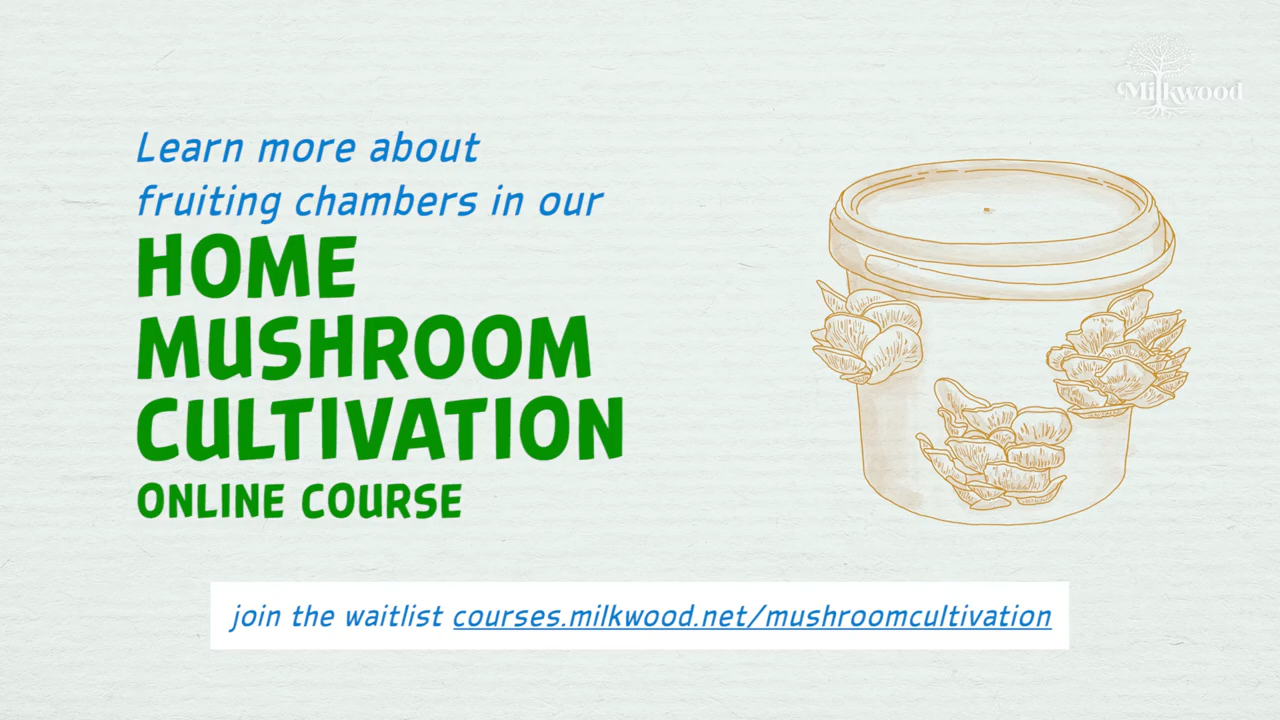 Milkwood
Learn more about
fruiting chambers in our
HOME
MUSHROOM
CULTIVATION
ONLINE COURSE
join the waitlist courses.milkwood.net/mushroomcultivation